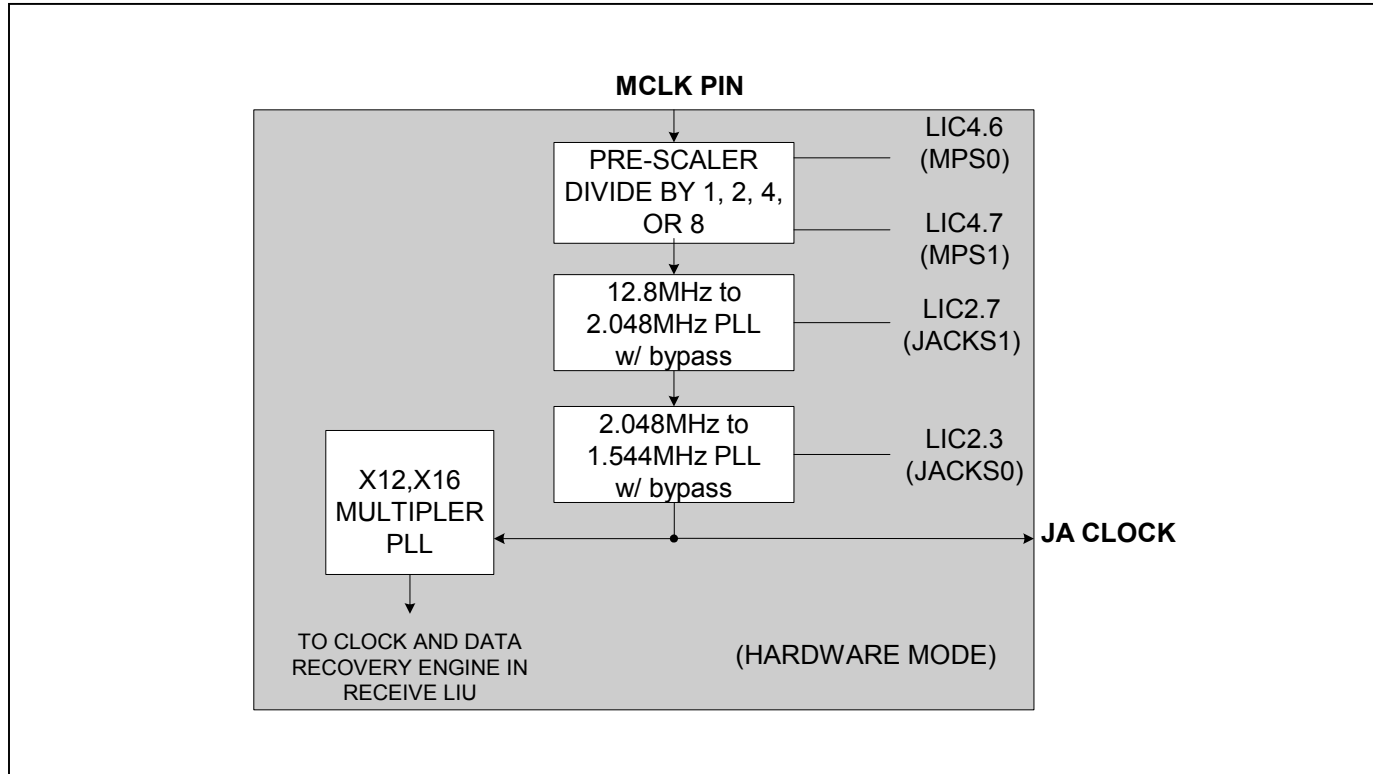 MCLK PIN
PRE-SCALER
DIVIDE BY 1, 2, 4,
OR 8
LIC4.6
(MPS0)
LIC4.7
(MPS1)
12.8MHz to
2.048MHz PLL
w/ bypass
LIC2.7
(JACKS1)
2.048MHz to
1.544MHz PLL
w/ bypass
LIC2.3
(JACKS0)
X12,X16
MULTIPLER
PLL
JA CLOCK
TO CLOCK AND DATA
RECOVERY ENGINE IN
RECEIVE LIU
(HARDWARE MODE)